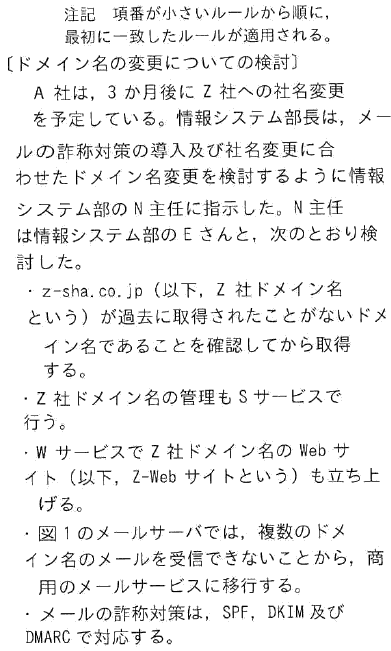 注記 項番が小さいルールから順に，
最初に一致したルールが適用される。
〔ドメイン名の変更についての検討〕
A 社は，3 か月後に Z 社への社名変更
を予定している。情報システム部長は，メー
ルの詐称対策の導入及び社名変更に合
わせたドメイン名変更を検討するように情報
システム部の N 主任に指示した。N 主任
は情報システム部の E さんと，次のとおり検
討した。
・z-sha.co.jp（以下，Z 社ドメイン名
という）が過去に取得されたことがないドメ
イン名であることを確認してから取得
する。
・Z 社ドメイン名の管理も S サービスで
行う。
・W サービスで Z 社ドメイン名の Web サ
イト（以下，Z-Web サイトという）も立ち上
げる。
・図 1 のメールサーバでは，複数のドメ
イン名のメールを受信できないことから，商
用のメールサービスに移行する。
・メールの詐称対策は，SPF，DKIM 及び
DMARC で対応する。